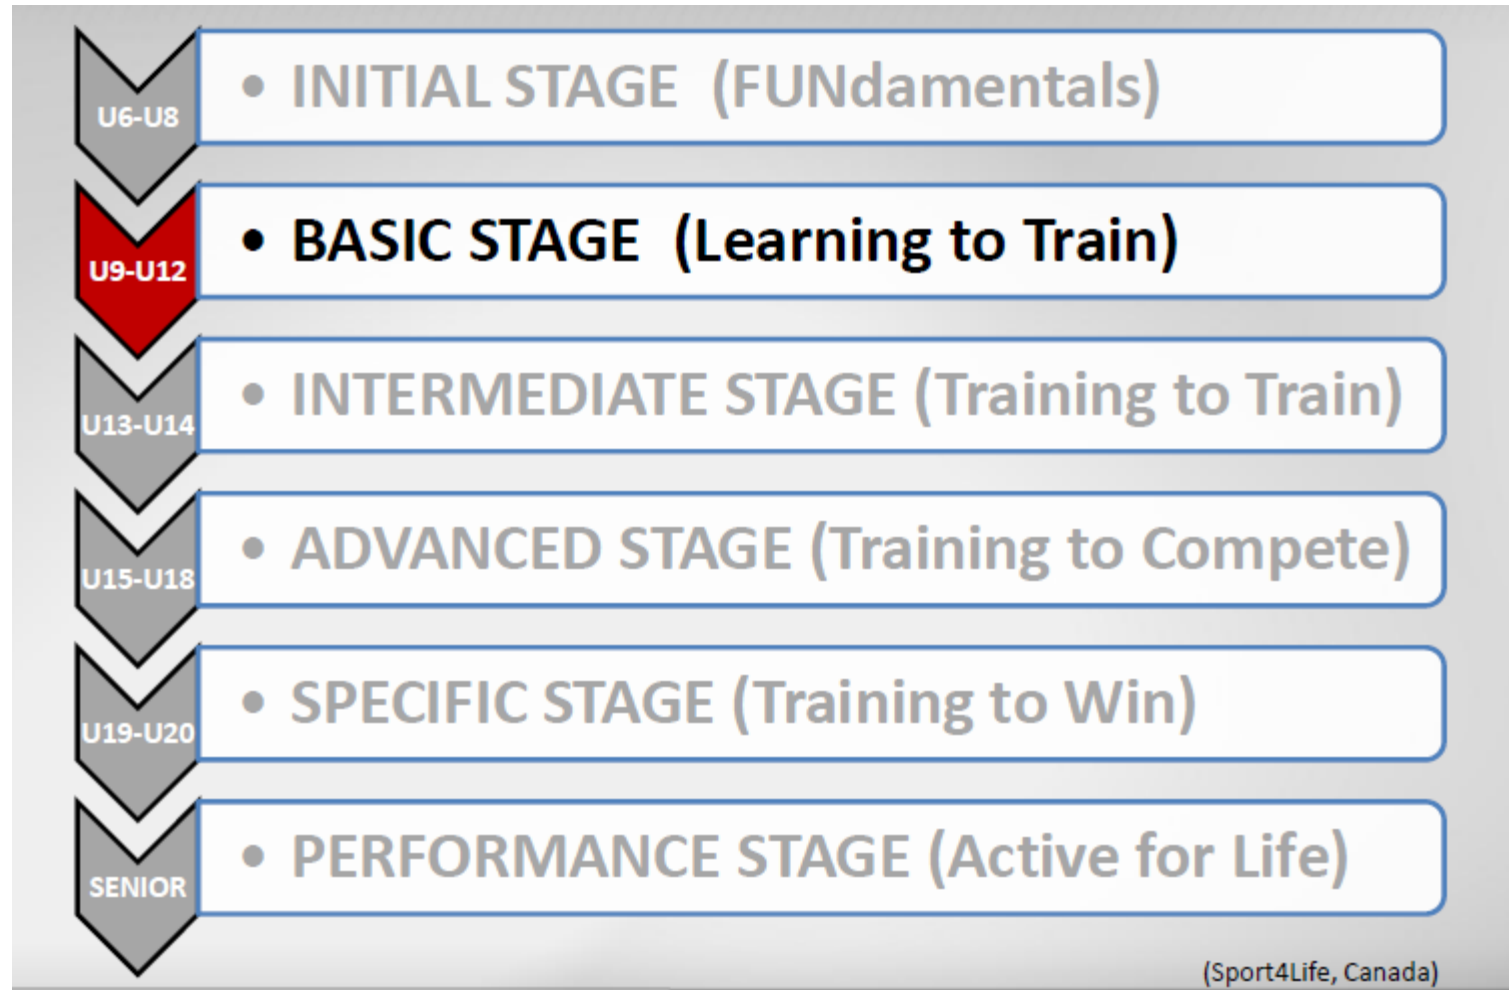 U6-U8
• INITIAL STAGE (FUNdamentals)
U9-U12
• BASIC STAGE (Learning to Train)
U13-U14
• INTERMEDIATE STAGE (Training to Train)
U15-U18
• ADVANCED STAGE (Training to Compete)
U19-U20
• SPECIFIC STAGE (Training to Win)
SENIOR
• PERFORMANCE STAGE (Active for Life)
(Sport4Life, Canada)